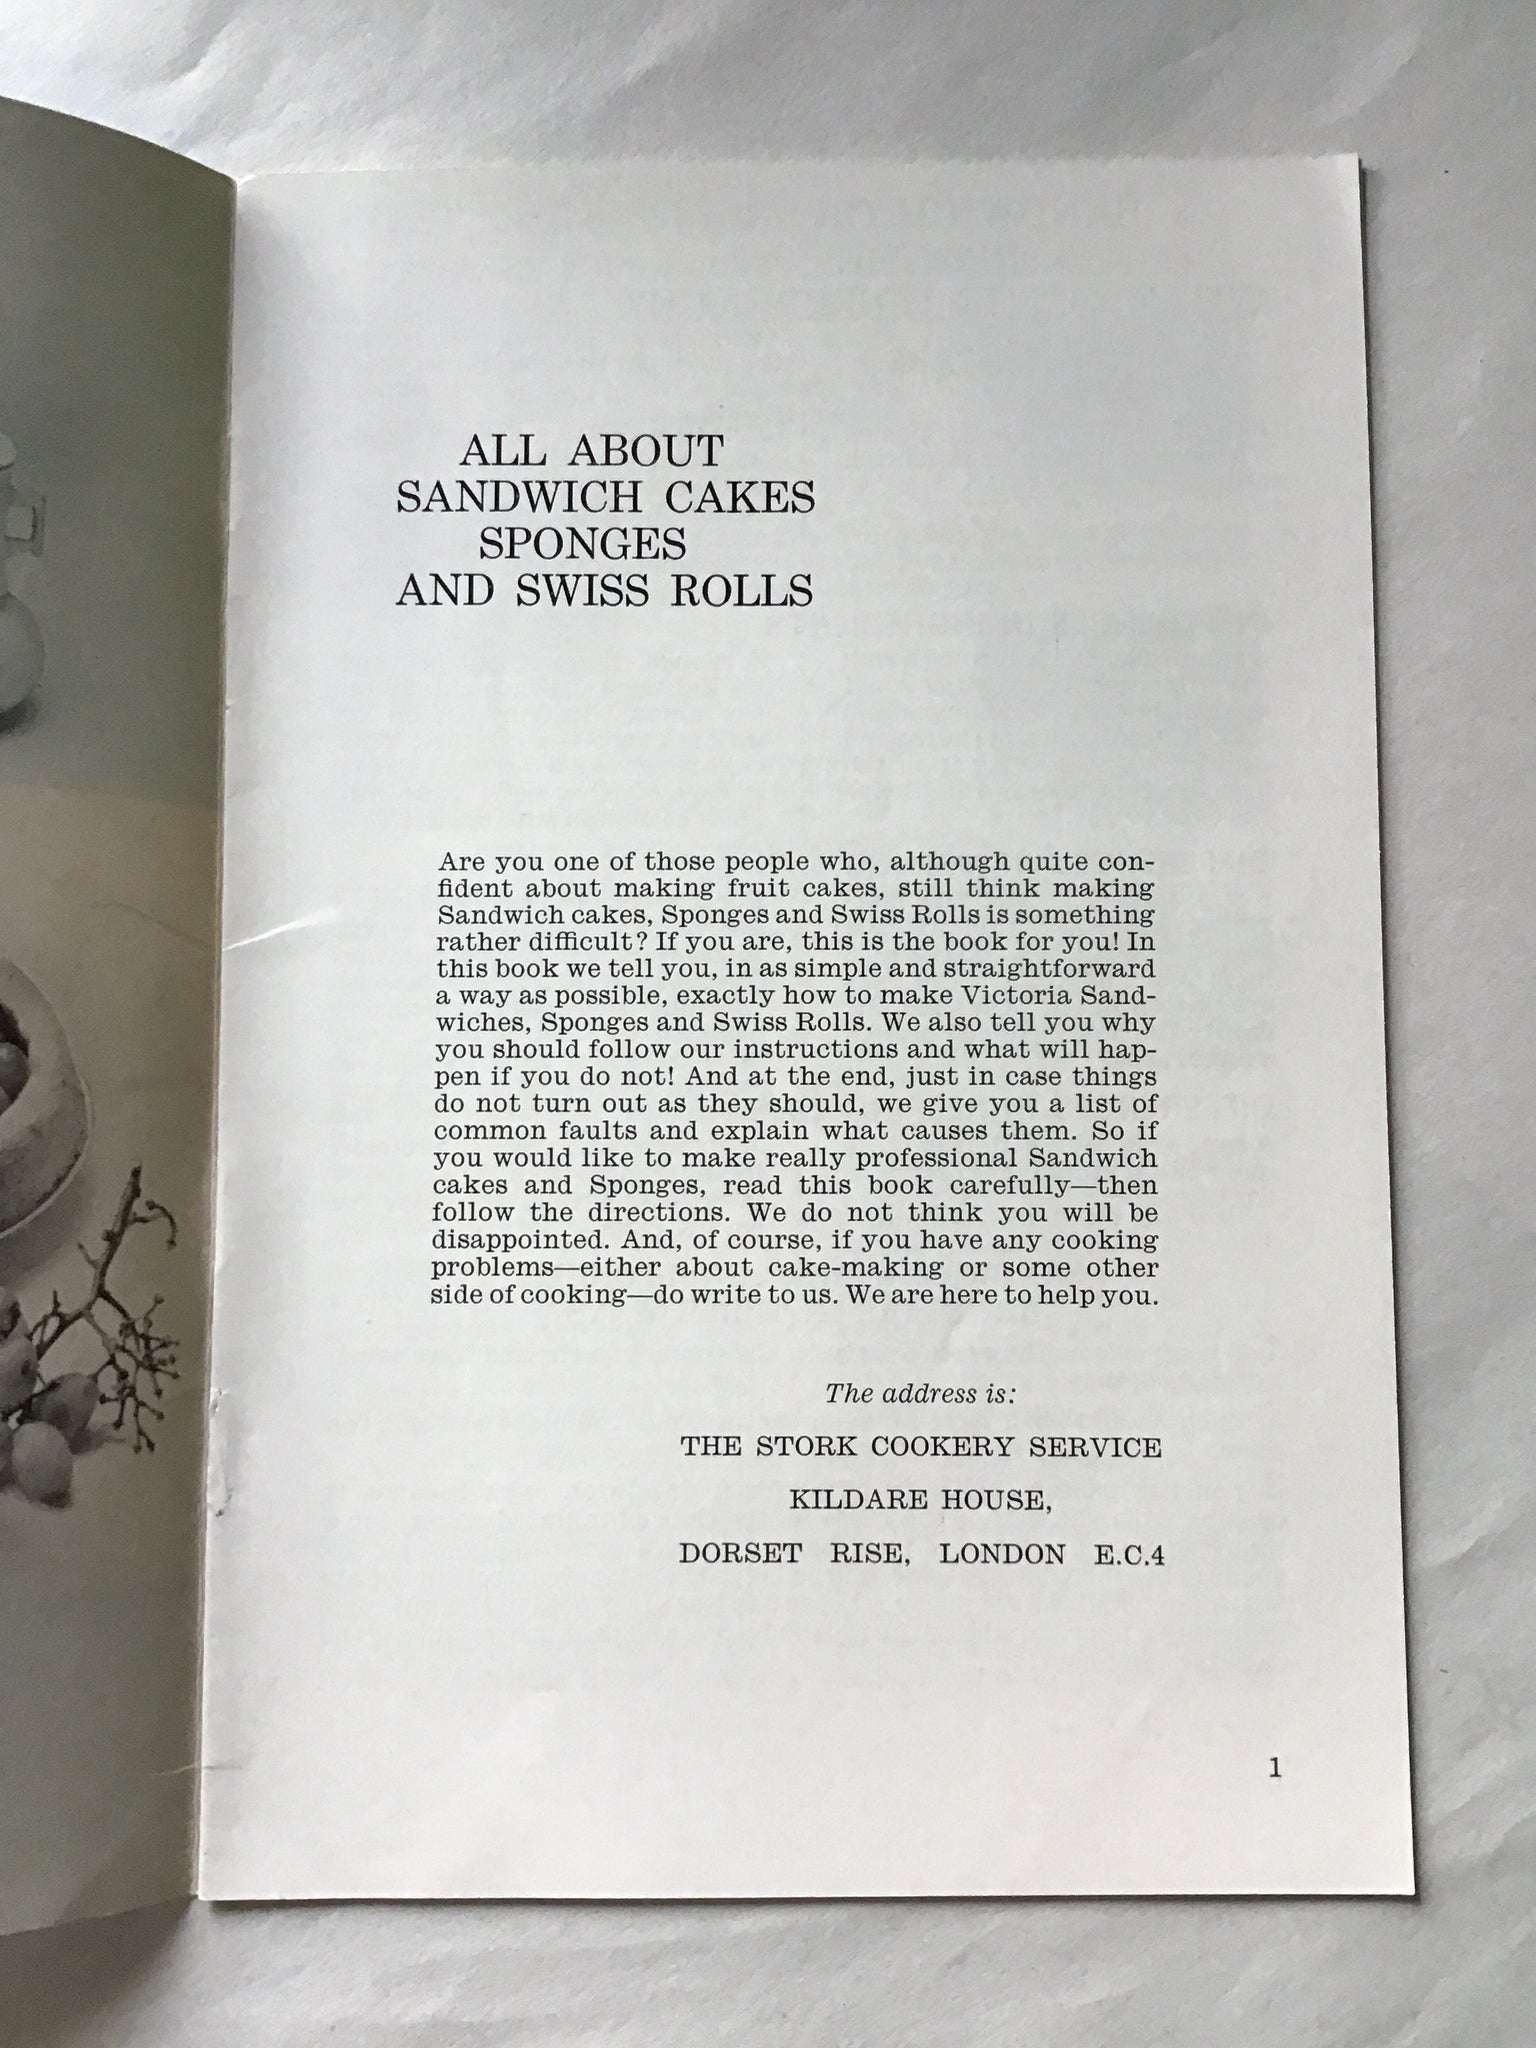 ALL ABOUT
SANDWICH CAKES
SPONGES
AND SWISS ROLLS
Are you one of those people who, although quite con-
fident about making fruit cakes, still think making
Sandwich cakes, Sponges and Swiss Rolls is something
rather difficult? If you are, this is the book for you! In
this book we tell you, in as simple and straightforward
a way as possible, exactly how to make Victoria Sand-
wiches, Sponges and Swiss Rolls. We also tell you why
you should follow our instructions and what will hap-
pen if you do not! And at the end, just in case things
do not turn out as they should, we give you a list of
common faults and explain what causes them. So if
you would like to make really professional Sandwich
cakes and Sponges, read this book carefully—then
follow the directions. We do not think you will be
disappointed. And, of course, if you have any cooking
problems—either about cake-making or some other
side of cooking—do write to us. We are here to help you.
The address is:
THE STORK COOKERY SERVICE
KILDARE HOUSE,
DORSET RISE, LONDON E.C.4
1